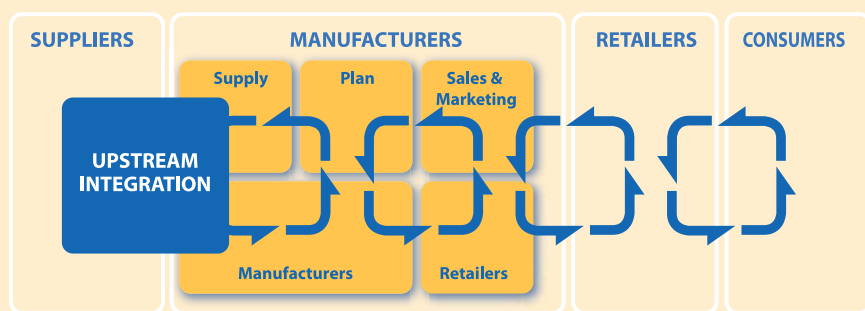 SUPPLIERS
MANUFACTURERS
RETAILERS
CONSUMERS
Supply
Plan
Sales &
Marketing
UPSTREAM
INTEGRATION
Manufacturers
Retailers